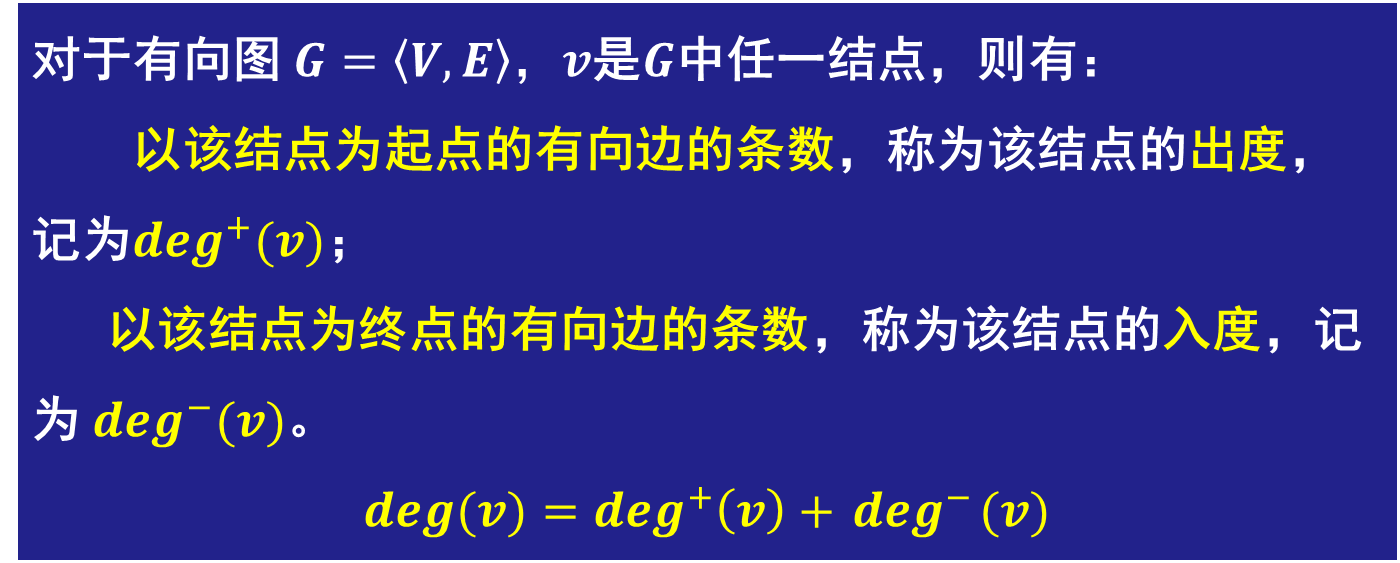 对于有向图 G = ⟨V, E⟩，v是G中任一结点，则有：
以该结点为起点的有向边的条数，称为该结点的出度，
记为deg⁺(v)；
以该结点为终点的有向边的条数，称为该结点的入度，记
为 deg⁻(v)。
deg(v) = deg⁺(v) + deg⁻(v)